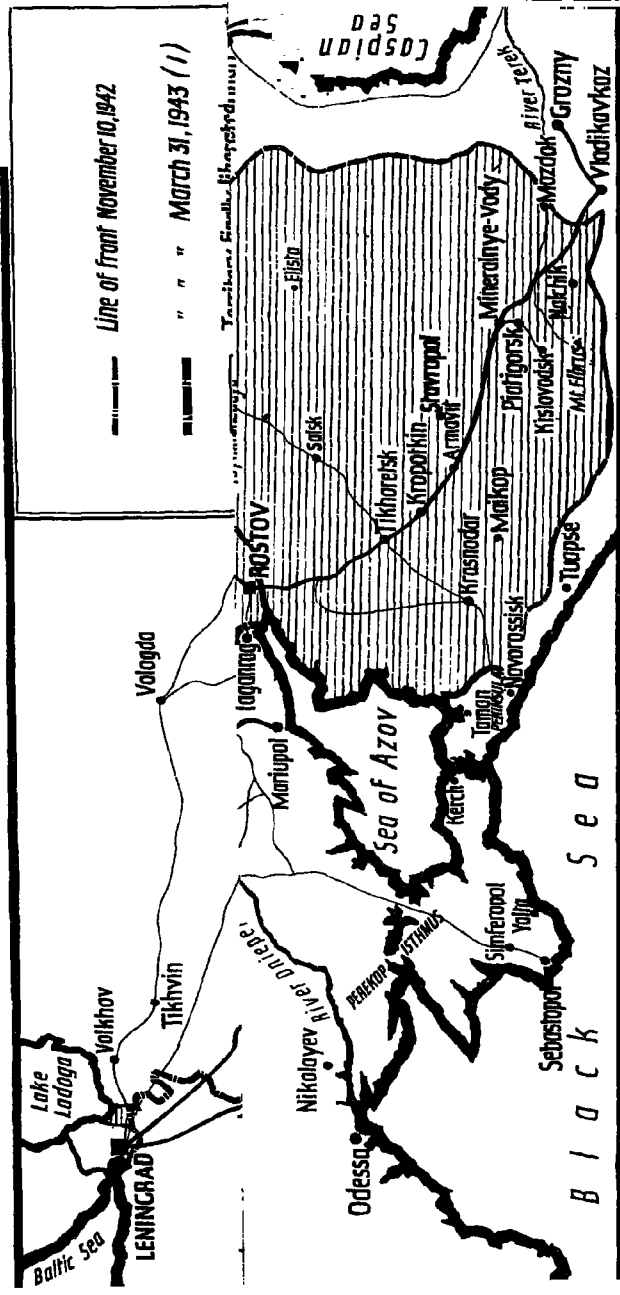 Line of front November 10, 1942
" " " March 31, 1943 (1)
Lake
Ladoga
Volkhov
Tikhvin
Vologda
LENINGRAD
Baltic Sea
Caspian
Sea
River Terek
ROSTOV
Taganrog
Mariupol
Salsk
Elista
Tikhoretsk
Kropotkin
Stavropol
Armavir
Mineralnye-Vody
Mozdok
Grozny
Vladikavkaz
Piatigorsk
Kislovodsk
Nalchik
Mt. Elbrus
Krasnodar
Maikop
Tuapse
Novorossisk
Taman
PENINSULA
Kerch
Sea of Azov
River Dnieper
Nikolayev
PEREKOP
ISTHMUS
Odessa
Simferopol
Yalta
Sebastopol
Black Sea